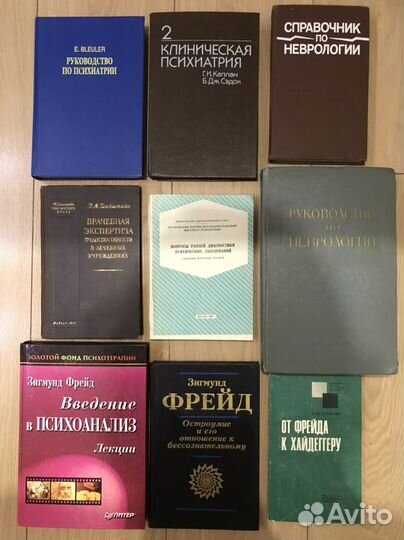 E. BLEULER
РУКОВОДСТВО
ПО ПСИХИАТРИИ
2
КЛИНИЧЕСКАЯ
ПСИХИАТРИЯ
Г.И. Каплан
Б.Дж. Сэдок
СПРАВОЧНИК
ПО
НЕВРОЛОГИИ
ВРАЧЕБНАЯ
ЭКСПЕРТИЗА
ТРУДОСПОСОБНОСТИ
В ЛЕЧЕБНЫХ
УЧРЕЖДЕНИЯХ
ВОПРОСЫ РАННЕЙ ДИАГНОСТИКИ
ПСИХИЧЕСКИХ ЗАБОЛЕВАНИЙ
РУКОВОДСТВО
ПО
НЕВРОЛОГИИ
ЗОЛОТОЙ ФОНД ПСИХОТЕРАПИИ
Зигмунд Фрейд
Введение
в ПСИХОАНАЛИЗ
Лекции
ПИТЕР
Зигмунд
ФРЕЙД
Остроумие и его
отношение к
бессознательному
ОТ ФРЕЙДА
К ХАЙДЕГГЕРУ
Avito